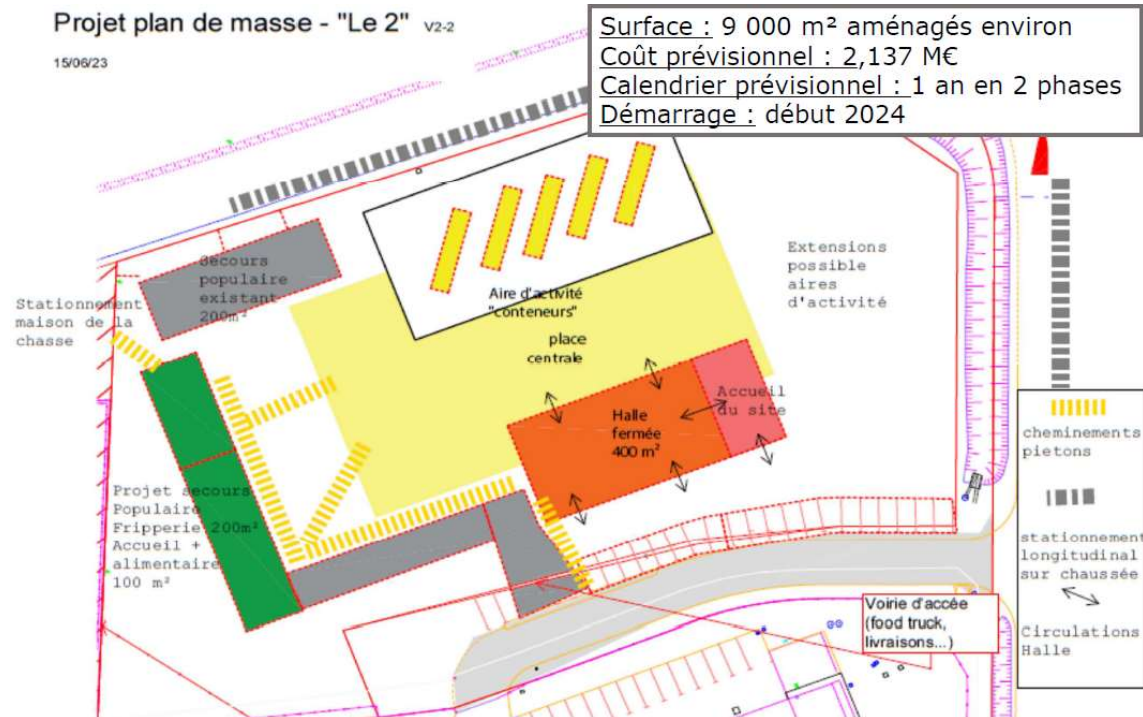 Projet plan de masse - "Le 2" V2-2
15/06/23
Surface : 9 000 m² aménagés environ
Coût prévisionnel : 2,137 M€
Calendrier prévisionnel : 1 an en 2 phases
Démarrage : début 2024
Secours
populaire
existant
200m²
Stationnement
maison de la
chasse
Aire d'activité
"conteneurs"
place
centrale
Extensions
possible
aires
d'activité
Halle
fermée
400 m²
Accueil
du site
Projet secours
Populaire
Fripperie 200m²
Accueil +
alimentaire
100 m²
Voirie d'accée
(food truck,
livraisons...)
cheminements
pietons
stationnement
longitudinal
sur chaussée
Circulations
Halle